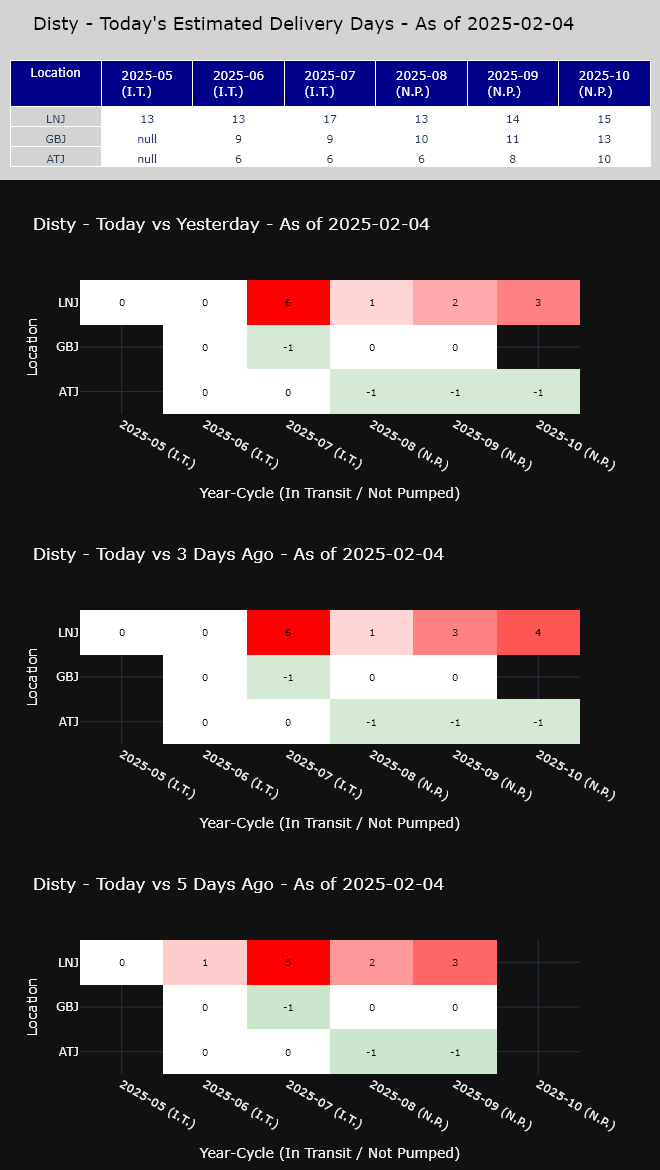 Disty - Today's Estimated Delivery Days - As of 2025-02-04
Location 2025-05 (I.T.) 2025-06 (I.T.) 2025-07 (I.T.) 2025-08 (N.P.) 2025-09 (N.P.) 2025-10 (N.P.)
LNJ 13 13 17 13 14 15
GBJ null 9 9 10 11 13
ATJ null 6 6 6 8 10
Disty - Today vs Yesterday - As of 2025-02-04
Location
LNJ 0 0 6 1 2 3
GBJ 0 -1 0 0
ATJ 0 0 -1 -1 -1
2025-05 (I.T.) 2025-06 (I.T.) 2025-07 (I.T.) 2025-08 (N.P.) 2025-09 (N.P.) 2025-10 (N.P.)
Year-Cycle (In Transit / Not Pumped)
Disty - Today vs 3 Days Ago - As of 2025-02-04
Location
LNJ 0 0 6 1 3 4
GBJ 0 -1 0 0
ATJ 0 0 -1 -1 -1
2025-05 (I.T.) 2025-06 (I.T.) 2025-07 (I.T.) 2025-08 (N.P.) 2025-09 (N.P.) 2025-10 (N.P.)
Year-Cycle (In Transit / Not Pumped)
Disty - Today vs 5 Days Ago - As of 2025-02-04
Location
LNJ 0 1 5 2 3
GBJ 0 -1 0 0
ATJ 0 0 -1 -1
2025-05 (I.T.) 2025-06 (I.T.) 2025-07 (I.T.) 2025-08 (N.P.) 2025-09 (N.P.) 2025-10 (N.P.)
Year-Cycle (In Transit / Not Pumped)